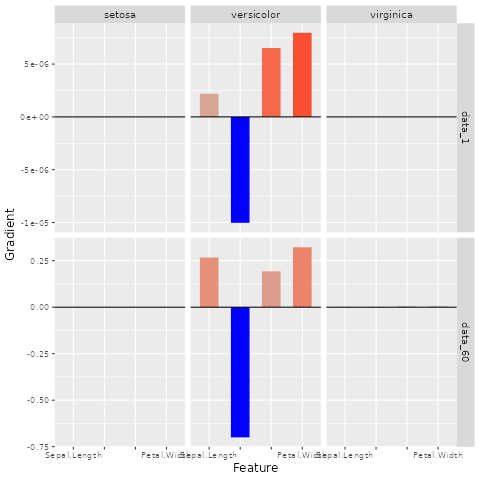 setosa versicolor virginica
5e-06
0e+00
-5e-06
-1e-05
data_1
0.25
0.00
-0.25
-0.50
-0.75
data_60
Gradient
Sepal.Length Petal.Width Sepal.Length Petal.Width Sepal.Length Petal.Width
Feature